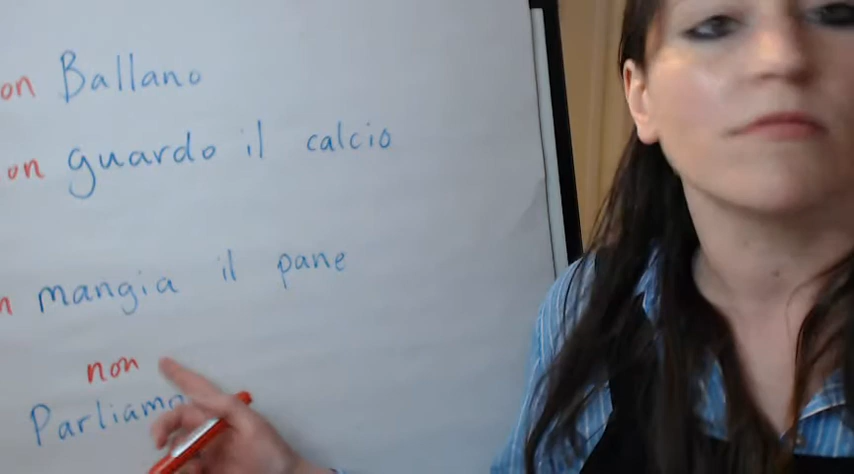 on Ballano
on guardo il calcio
n mangia il pane
non
Parliamo